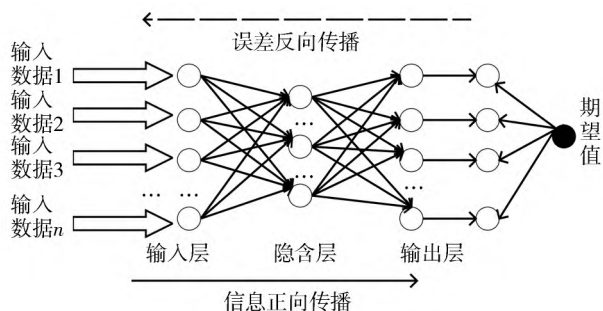 误差反向传播
输入
数据1
输入
数据2
输入
数据3
... ...
输入
数据n
...
...
...
期
望
值
输入层
隐含层
输出层
信息正向传播